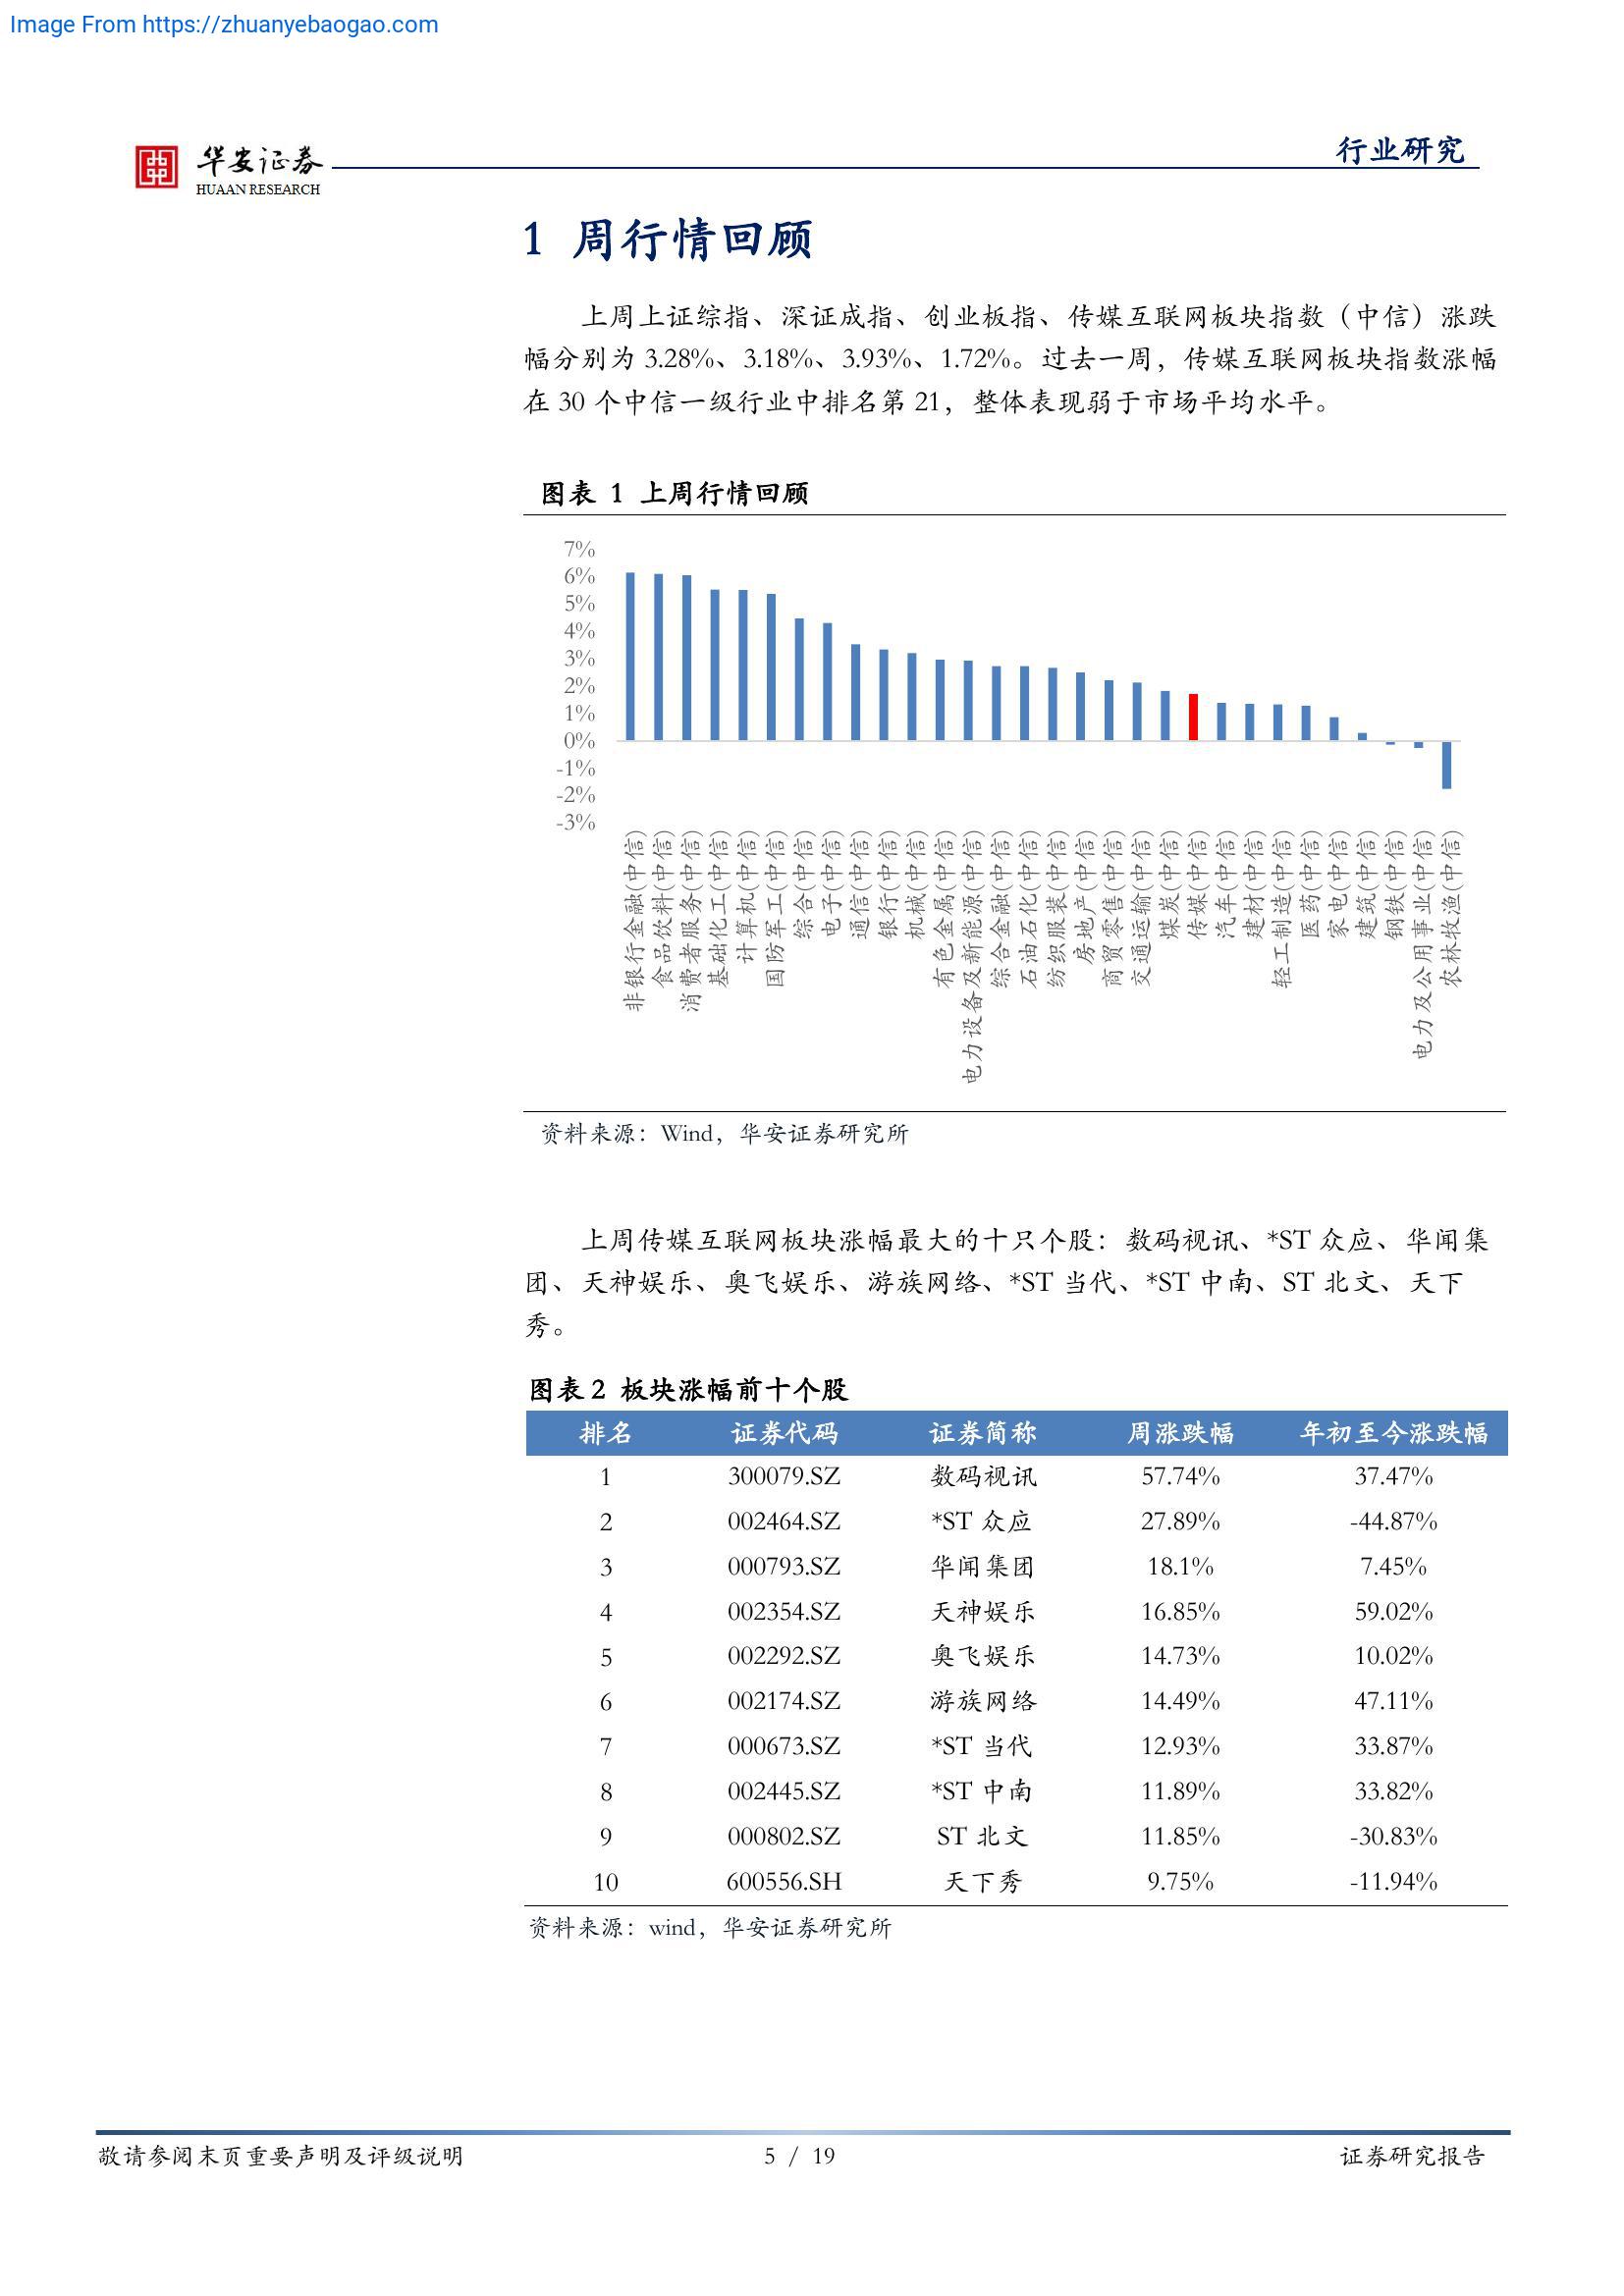 Image From https://zhuanyebaogao.com
华安证券
HUAAN RESEARCH
行业研究
1 周行情回顾
上周上证综指、深证成指、创业板指、传媒互联网板块指数（中信）涨跌
幅分别为 3.28%、3.18%、3.93%、1.72%。过去一周，传媒互联网板块指数涨幅
在 30 个中信一级行业中排名第 21，整体表现弱于市场平均水平。
图表 1 上周行情回顾
7%
6%
5%
4%
3%
2%
1%
0%
-1%
-2%
-3%
非银行金融(中信)
食品饮料(中信)
消费者服务(中信)
基础化工(中信)
计算机(中信)
国防军工(中信)
综合(中信)
电子(中信)
通信(中信)
银行(中信)
机械(中信)
有色金属(中信)
电力设备及新能源(中信)
综合金融(中信)
石油石化(中信)
纺织服装(中信)
房地产(中信)
商贸零售(中信)
交通运输(中信)
煤炭(中信)
传媒(中信)
汽车(中信)
建材(中信)
轻工制造(中信)
医药(中信)
家电(中信)
建筑(中信)
钢铁(中信)
电力及公用事业(中信)
农林牧渔(中信)
资料来源：Wind，华安证券研究所
上周传媒互联网板块涨幅最大的十只个股：数码视讯、*ST 众应、华闻集
团、天神娱乐、奥飞娱乐、游族网络、*ST 当代、*ST 中南、ST 北文、天下
秀。
图表 2 板块涨幅前十个股
排名 证券代码 证券简称 周涨跌幅 年初至今涨跌幅
1 300079.SZ 数码视讯 57.74% 37.47%
2 002464.SZ *ST 众应 27.89% -44.87%
3 000793.SZ 华闻集团 18.1% 7.45%
4 002354.SZ 天神娱乐 16.85% 59.02%
5 002292.SZ 奥飞娱乐 14.73% 10.02%
6 002174.SZ 游族网络 14.49% 47.11%
7 000673.SZ *ST 当代 12.93% 33.87%
8 002445.SZ *ST 中南 11.89% 33.82%
9 000802.SZ ST 北文 11.85% -30.83%
10 600556.SH 天下秀 9.75% -11.94%
资料来源：wind，华安证券研究所
敬请参阅末页重要声明及评级说明 5 / 19 证券研究报告